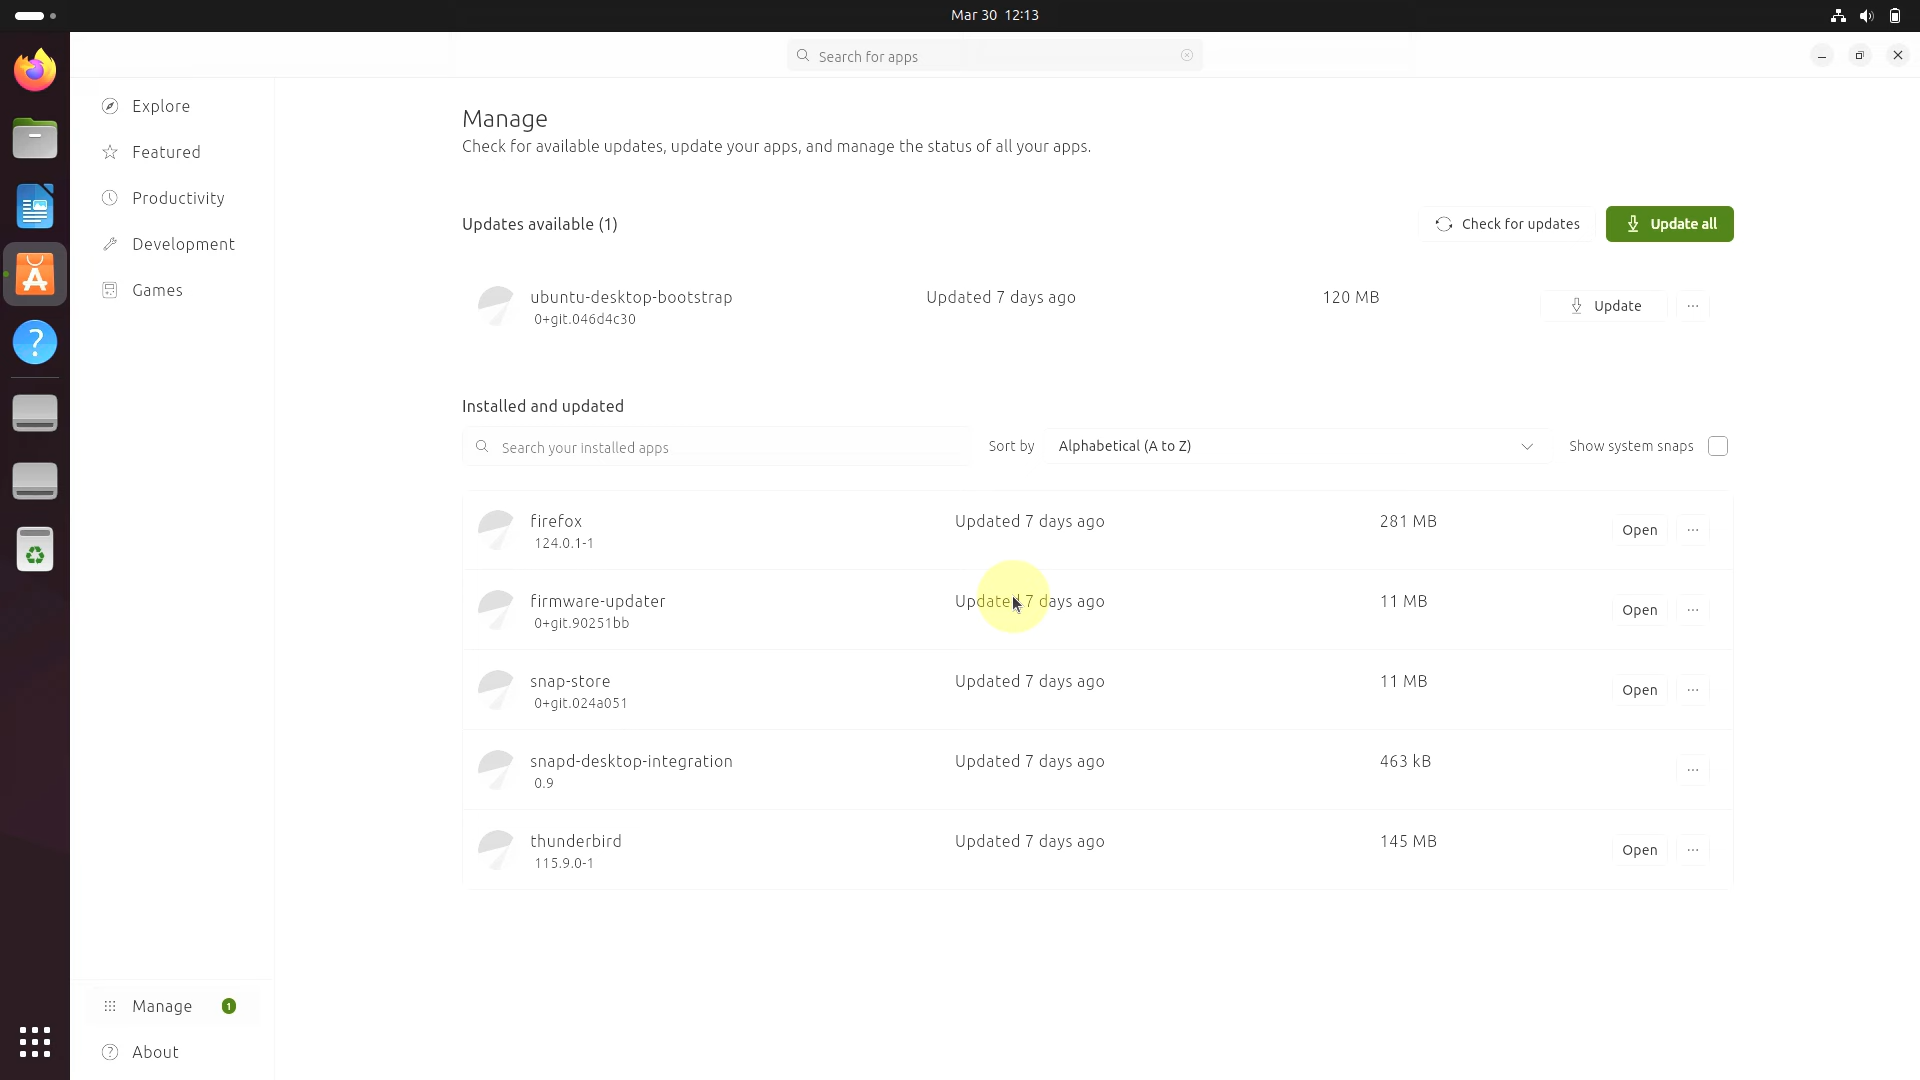 Mar 30 12:13
Search for apps
Explore
Featured
Productivity
Development
Games
Manage
Check for available updates, update your apps, and manage the status of all your apps.
Updates available (1)
Check for updates
Update all
ubuntu-desktop-bootstrap
Updated 7 days ago
120 MB
Update
0+git.046d4c30
Installed and updated
Search your installed apps
Sort by
Alphabetical (A to Z)
Show system snaps
firefox
Updated 7 days ago
281 MB
Open
124.0.1-1
firmware-updater
Updated 7 days ago
11 MB
Open
0+git.90251bb
snap-store
Updated 7 days ago
11 MB
Open
0+git.024a051
snapd-desktop-integration
Updated 7 days ago
463 kB
0.9
thunderbird
Updated 7 days ago
145 MB
Open
115.9.0-1
Manage
1
About